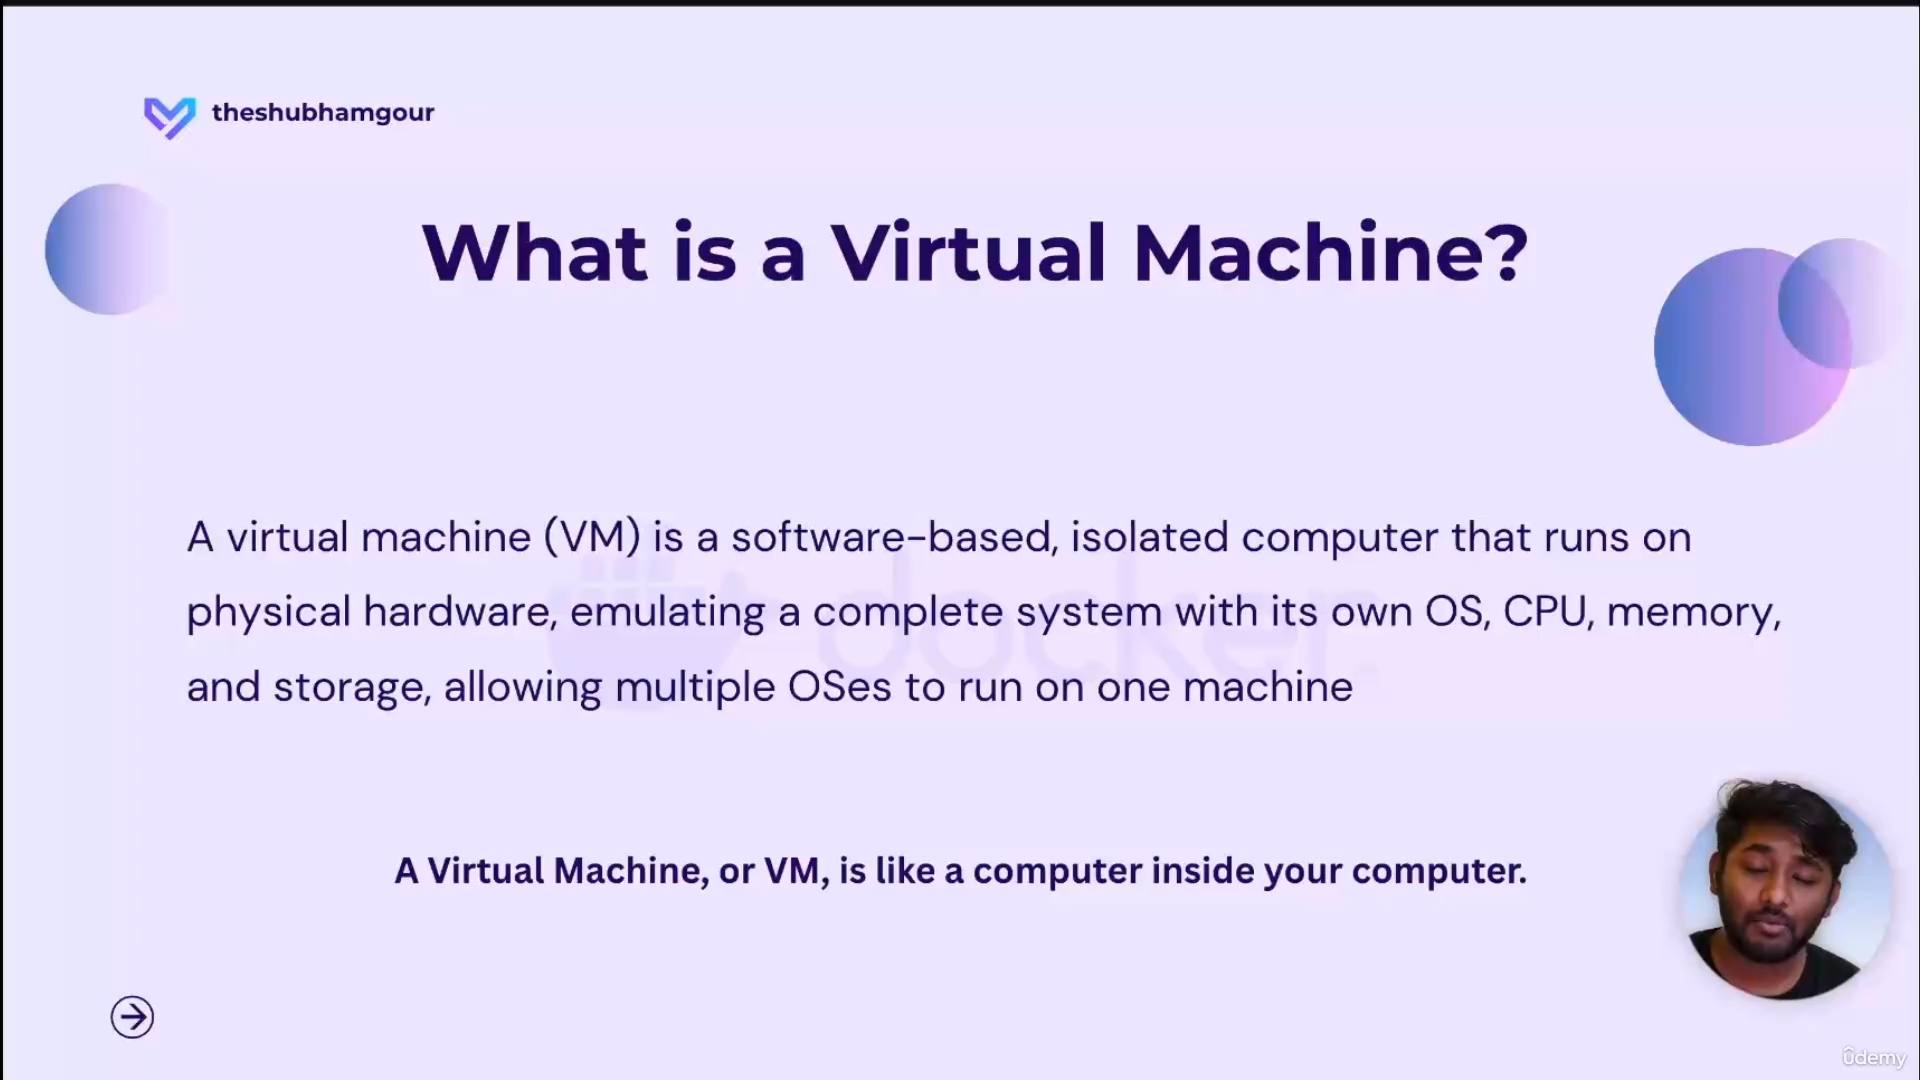 theshubhamgour
What is a Virtual Machine?
A virtual machine (VM) is a software-based, isolated computer that runs on
physical hardware, emulating a complete system with its own OS, CPU, memory,
and storage, allowing multiple OSes to run on one machine
docker
A Virtual Machine, or VM, is like a computer inside your computer.
ûdemy